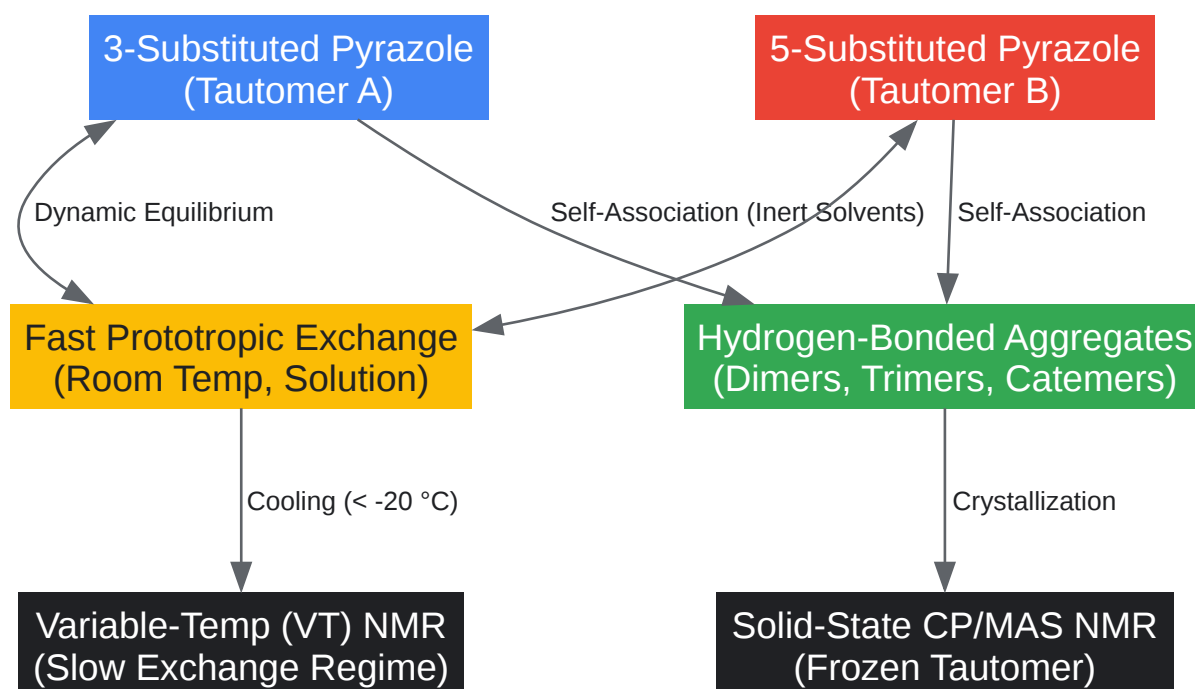 3-Substituted Pyrazole
(Tautomer A)
5-Substituted Pyrazole
(Tautomer B)
Dynamic Equilibrium
Self-Association (Inert Solvents)
Self-Association
Fast Prototropic Exchange
(Room Temp, Solution)
Hydrogen-Bonded Aggregates
(Dimers, Trimers, Catemers)
Cooling (< -20 °C)
Crystallization
Variable-Temp (VT) NMR
(Slow Exchange Regime)
Solid-State CP/MAS NMR
(Frozen Tautomer)